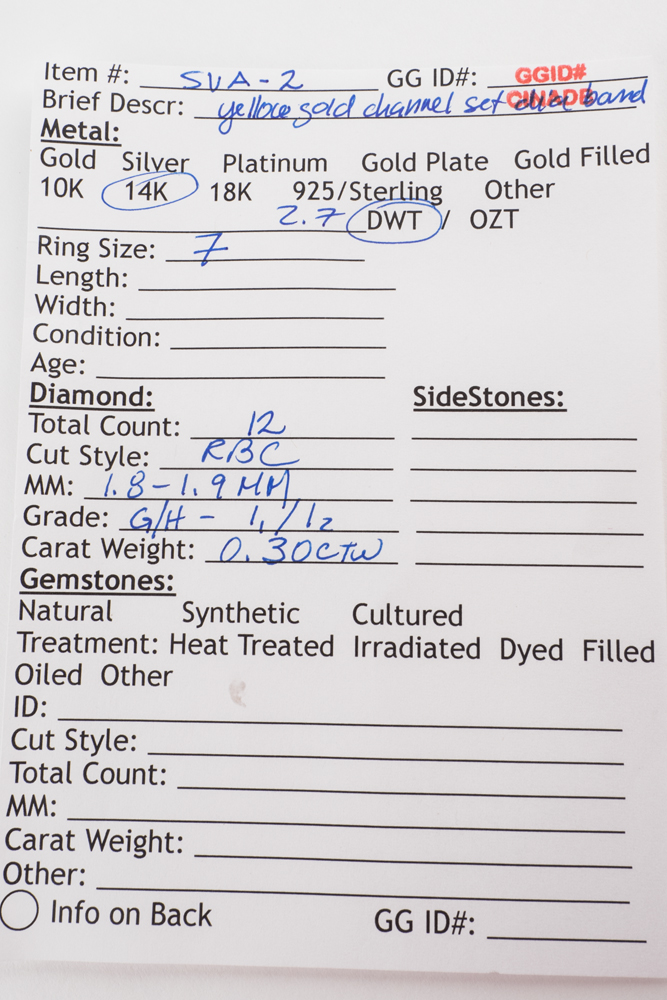 Item #: SVA-2 GG ID#: GGID#
Brief Descr: yellow gold channel set band
Metal:
Gold Silver Platinum Gold Plate Gold Filled
10K 14K 18K 925/Sterling Other
2.7 DWT / OZT
Ring Size: 7
Length:
Width:
Condition:
Age:
Diamond: SideStones:
Total Count: 12
Cut Style: RBC
MM: 1.8-1.9 MM
Grade: G/H - I1/I2
Carat Weight: 0.30CTW
Gemstones:
Natural Synthetic Cultured
Treatment: Heat Treated Irradiated Dyed Filled
Oiled Other
ID:
Cut Style:
Total Count:
MM:
Carat Weight:
Other:
Info on Back GG ID#: